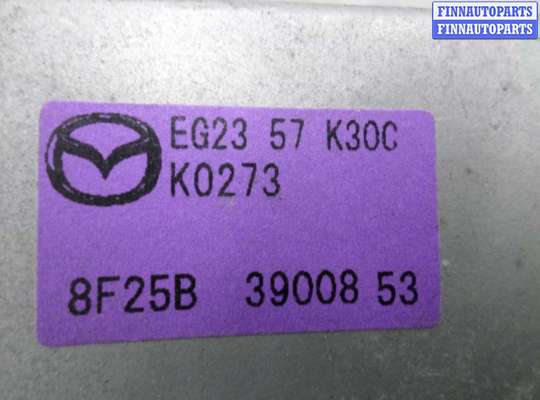 FINNAUTOPARTS
FINNAUTOPARTS
EG23 57 K30C
K0273
8F25B 39008 53